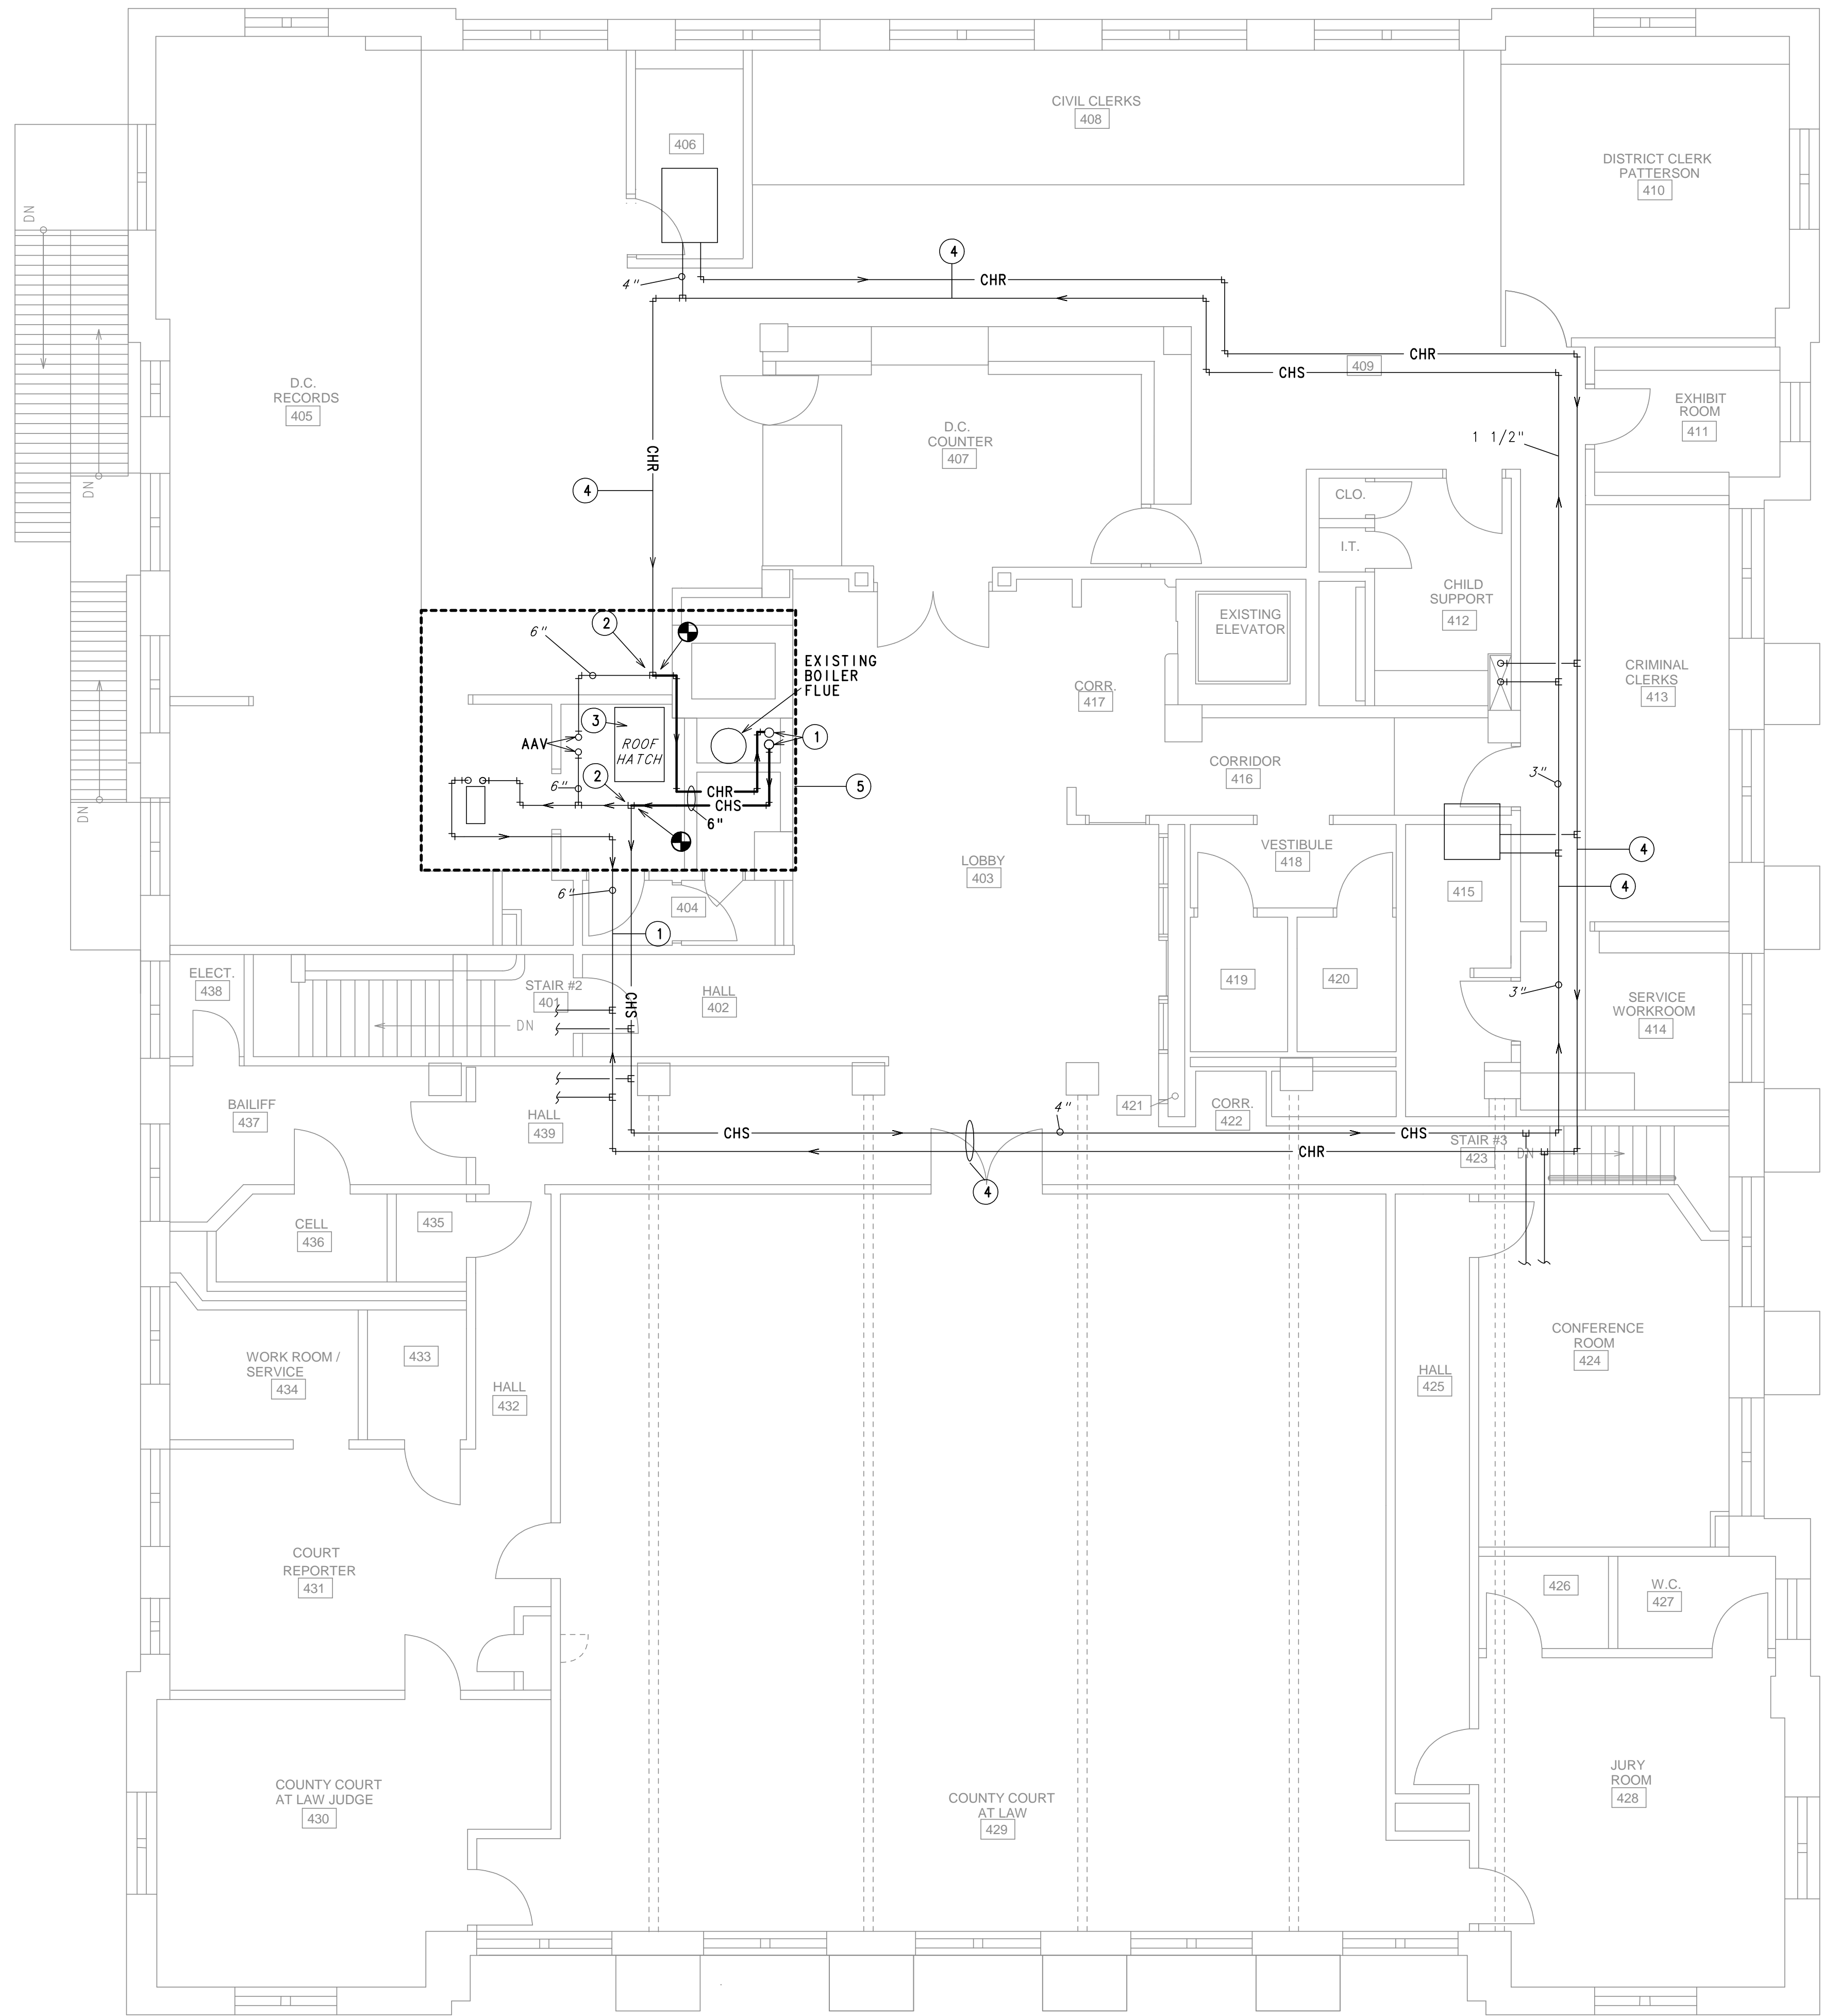 CIVIL CLERKS
408
406
DISTRICT CLERK
PATTERSON
410
DN
4
4"
CHR
CHR
409
CHS
D.C.
RECORDS
405
EXHIBIT
ROOM
411
D.C.
COUNTER
407
1 1/2"
CHR
4
DN
CLO.
I.T.
CHILD
SUPPORT
412
EXISTING
ELEVATOR
6"
2
EXISTING
BOILER
FLUE
CORR.
417
CRIMINAL
CLERKS
413
3
AAV
ROOF
HATCH
1
CORRIDOR
416
3"
2
6"
CHR
CHS
5
6"
DN
VESTIBULE
418
4
LOBBY
403
6"
404
415
4
1
ELECT.
438
STAIR #2
401
CHS
HALL
402
419
420
3"
SERVICE
WORKROOM
414
DN
BAILIFF
437
HALL
439
421
CORR.
422
4"
CHS
CHS
STAIR #3
423
DN
CHR
4
CELL
436
435
CONFERENCE
ROOM
424
WORK ROOM /
SERVICE
434
433
HALL
432
HALL
425
COURT
REPORTER
431
426
W.C.
427
COUNTY COURT
AT LAW JUDGE
430
COUNTY COURT
AT LAW
429
JURY
ROOM
428